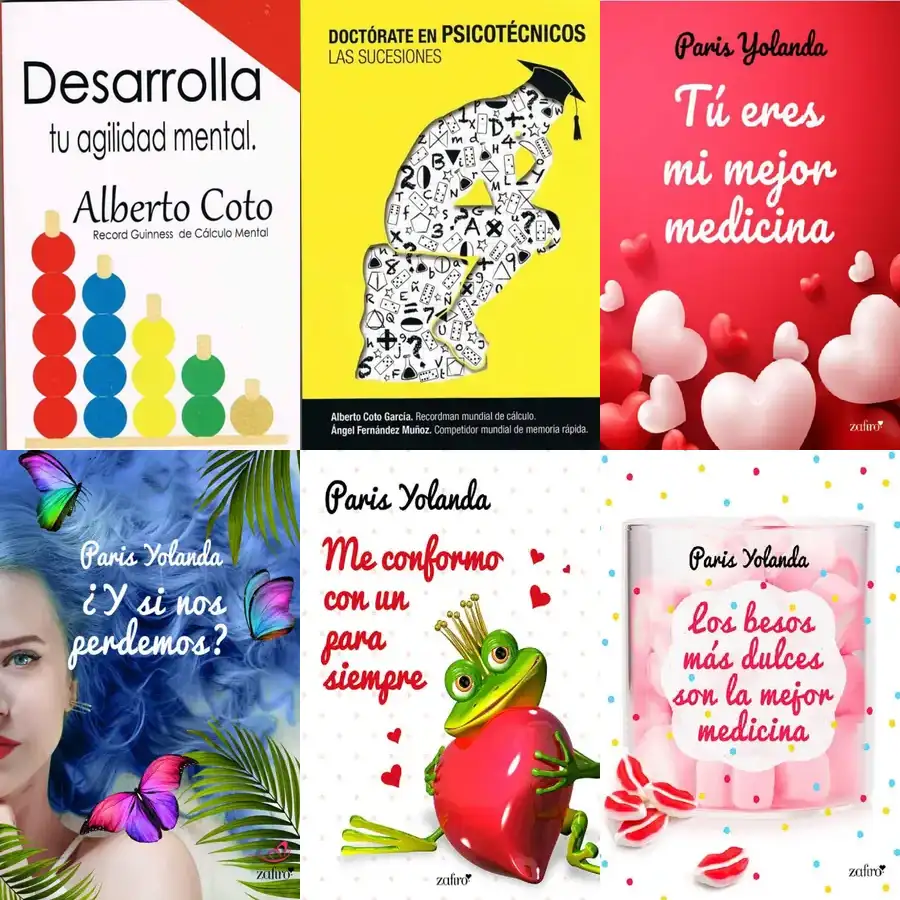 Desarrolla
tu agilidad mental.
Alberto Coto
Record Guinness de Cálculo Mental
DOCTÓRATE EN PSICOTÉCNICOS
LAS SUCESIONES
Alberto Coto García. Recordman mundial de cálculo.
Ángel Fernández Muñoz. Competidor mundial de memoria rápida.
Paris Yolanda
Tú eres
mi mejor
medicina
zafiro
Paris Yolanda
¿Y si nos
perdemos?
zafiro
Paris Yolanda
Me conformo
con un
para
siempre
zafiro
Paris Yolanda
Los besos
más dulces
son la mejor
medicina
zafiro